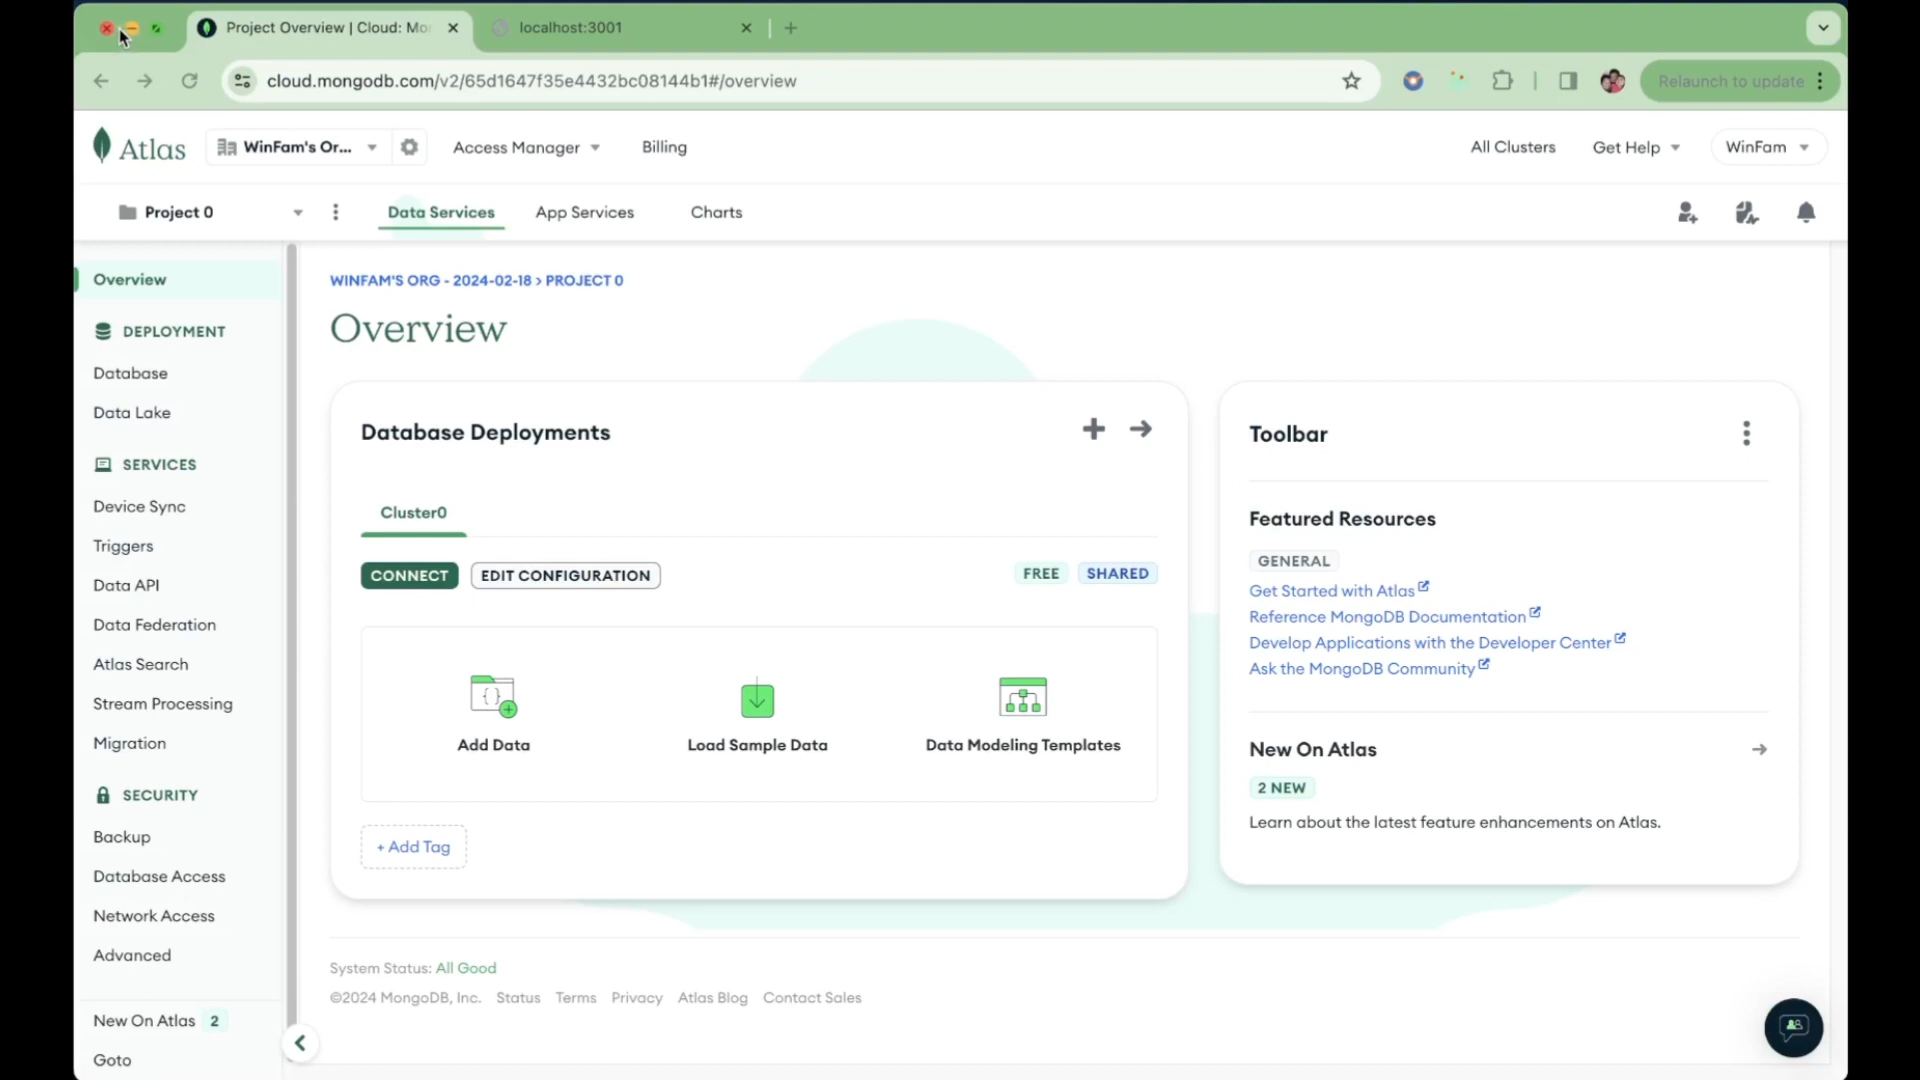 Project Overview | Cloud: Mo
localhost:3001
cloud.mongodb.com/v2/65d1647f35e4432bc08144b1#/overview
Relaunch to update
Atlas
WinFam's Or...
Access Manager
Billing
All Clusters
Get Help
WinFam
Project 0
Data Services
App Services
Charts
Overview
DEPLOYMENT
Database
Data Lake
SERVICES
Device Sync
Triggers
Data API
Data Federation
Atlas Search
Stream Processing
Migration
SECURITY
Backup
Database Access
Network Access
Advanced
New On Atlas 2
Goto
WINFAM'S ORG - 2024-02-18 > PROJECT 0
Overview
Database Deployments
Cluster0
CONNECT
EDIT CONFIGURATION
FREE
SHARED
Add Data
Load Sample Data
Data Modeling Templates
+ Add Tag
Toolbar
Featured Resources
GENERAL
Get Started with Atlas
Reference MongoDB Documentation
Develop Applications with the Developer Center
Ask the MongoDB Community
New On Atlas
2 NEW
Learn about the latest feature enhancements on Atlas.
System Status: All Good
©2024 MongoDB, Inc. Status Terms Privacy Atlas Blog Contact Sales